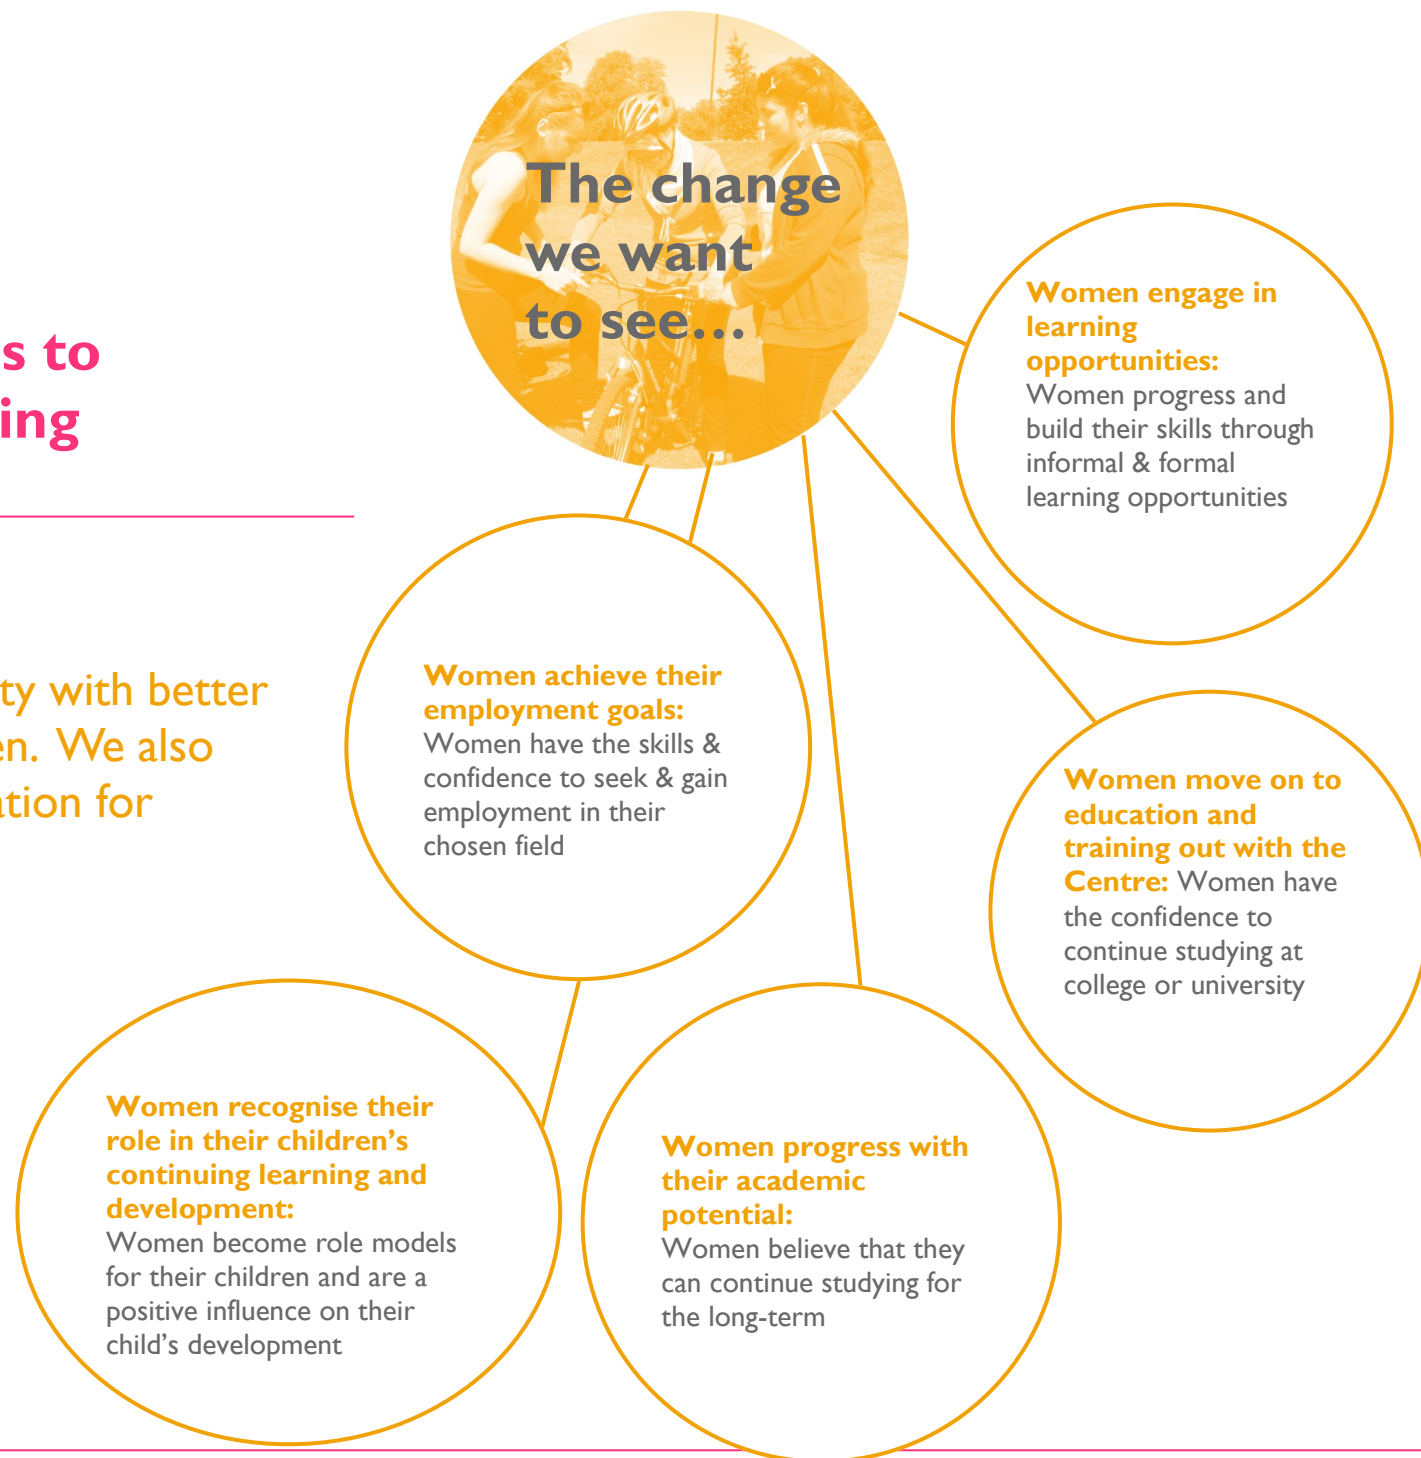 The change
we want
to see...
s to
ing
ty with better
en. We also
ation for
Women engage in
learning
opportunities:
Women progress and
build their skills through
informal & formal
learning opportunities
Women achieve their
employment goals:
Women have the skills &
confidence to seek & gain
employment in their
chosen field
Women move on to
education and
training out with the
Centre: Women have
the confidence to
continue studying at
college or university
Women recognise their
role in their children’s
continuing learning and
development:
Women become role models
for their children and are a
positive influence on their
child’s development
Women progress with
their academic
potential:
Women believe that they
can continue studying for
the long-term